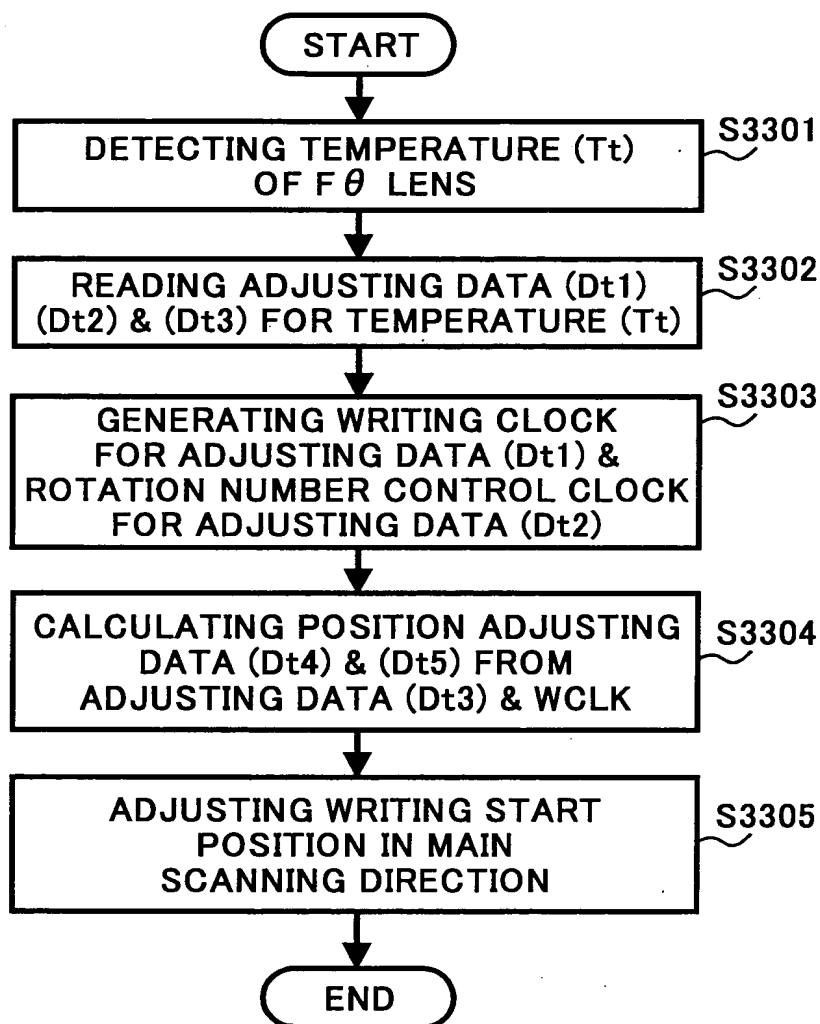 START
S3301
DETECTING TEMPERATURE (Tt)
OF F θ LENS
S3302
READING ADJUSTING DATA (Dt1)
(Dt2) & (Dt3) FOR TEMPERATURE (Tt)
S3303
GENERATING WRITING CLOCK
FOR ADJUSTING DATA (Dt1) &
ROTATION NUMBER CONTROL CLOCK
FOR ADJUSTING DATA (Dt2)
S3304
CALCULATING POSITION ADJUSTING
DATA (Dt4) & (Dt5) FROM
ADJUSTING DATA (Dt3) & WCLK
S3305
ADJUSTING WRITING START
POSITION IN MAIN
SCANNING DIRECTION
END